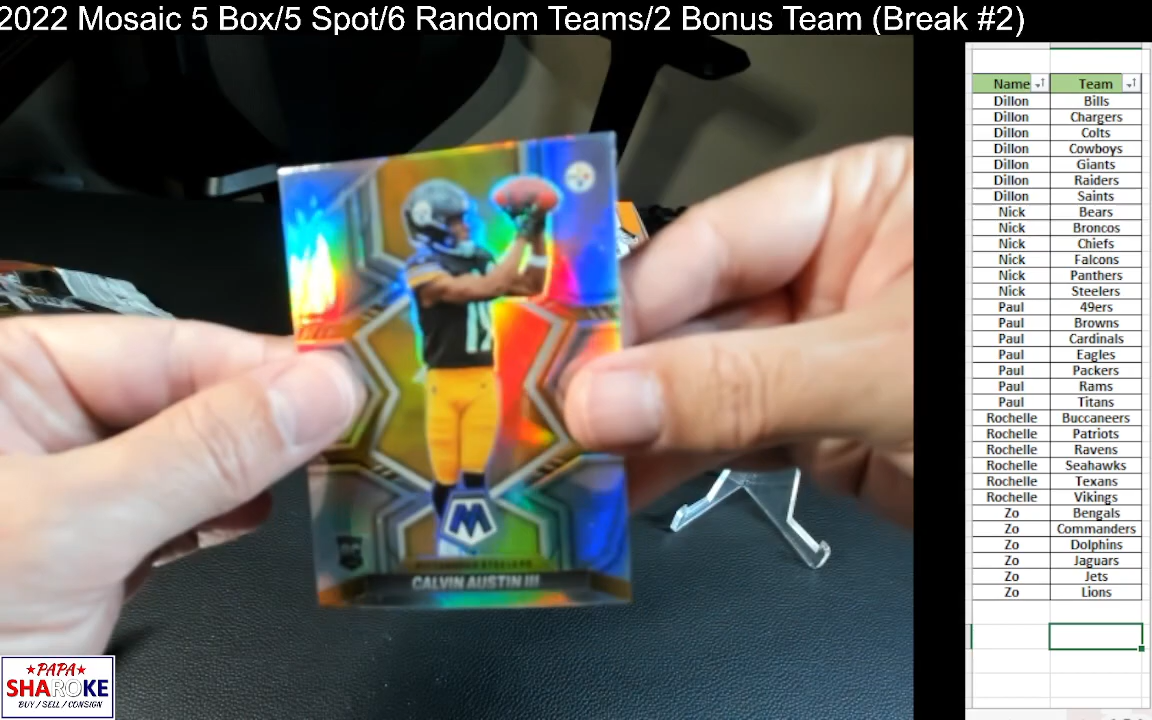 2022 Mosaic 5 Box/5 Spot/6 Random Teams/2 Bonus Team (Break #2)
Name Team
Dillon Bills
Dillon Chargers
Dillon Colts
Dillon Cowboys
Dillon Giants
Dillon Raiders
Dillon Saints
Nick Bears
Nick Broncos
Nick Chiefs
Nick Falcons
Nick Panthers
Nick Steelers
Paul 49ers
Paul Browns
Paul Cardinals
Paul Eagles
Paul Packers
Paul Rams
Paul Titans
Rochelle Buccaneers
Rochelle Patriots
Rochelle Ravens
Rochelle Seahawks
Rochelle Texans
Rochelle Vikings
Zo Bengals
Zo Commanders
Zo Dolphins
Zo Jaguars
Zo Jets
Zo Lions
19
M
RC
PITTSBURGH STEELERS
CALVIN AUSTIN III
PAPA
SHAROKE
BUY / SELL / CONSIGN